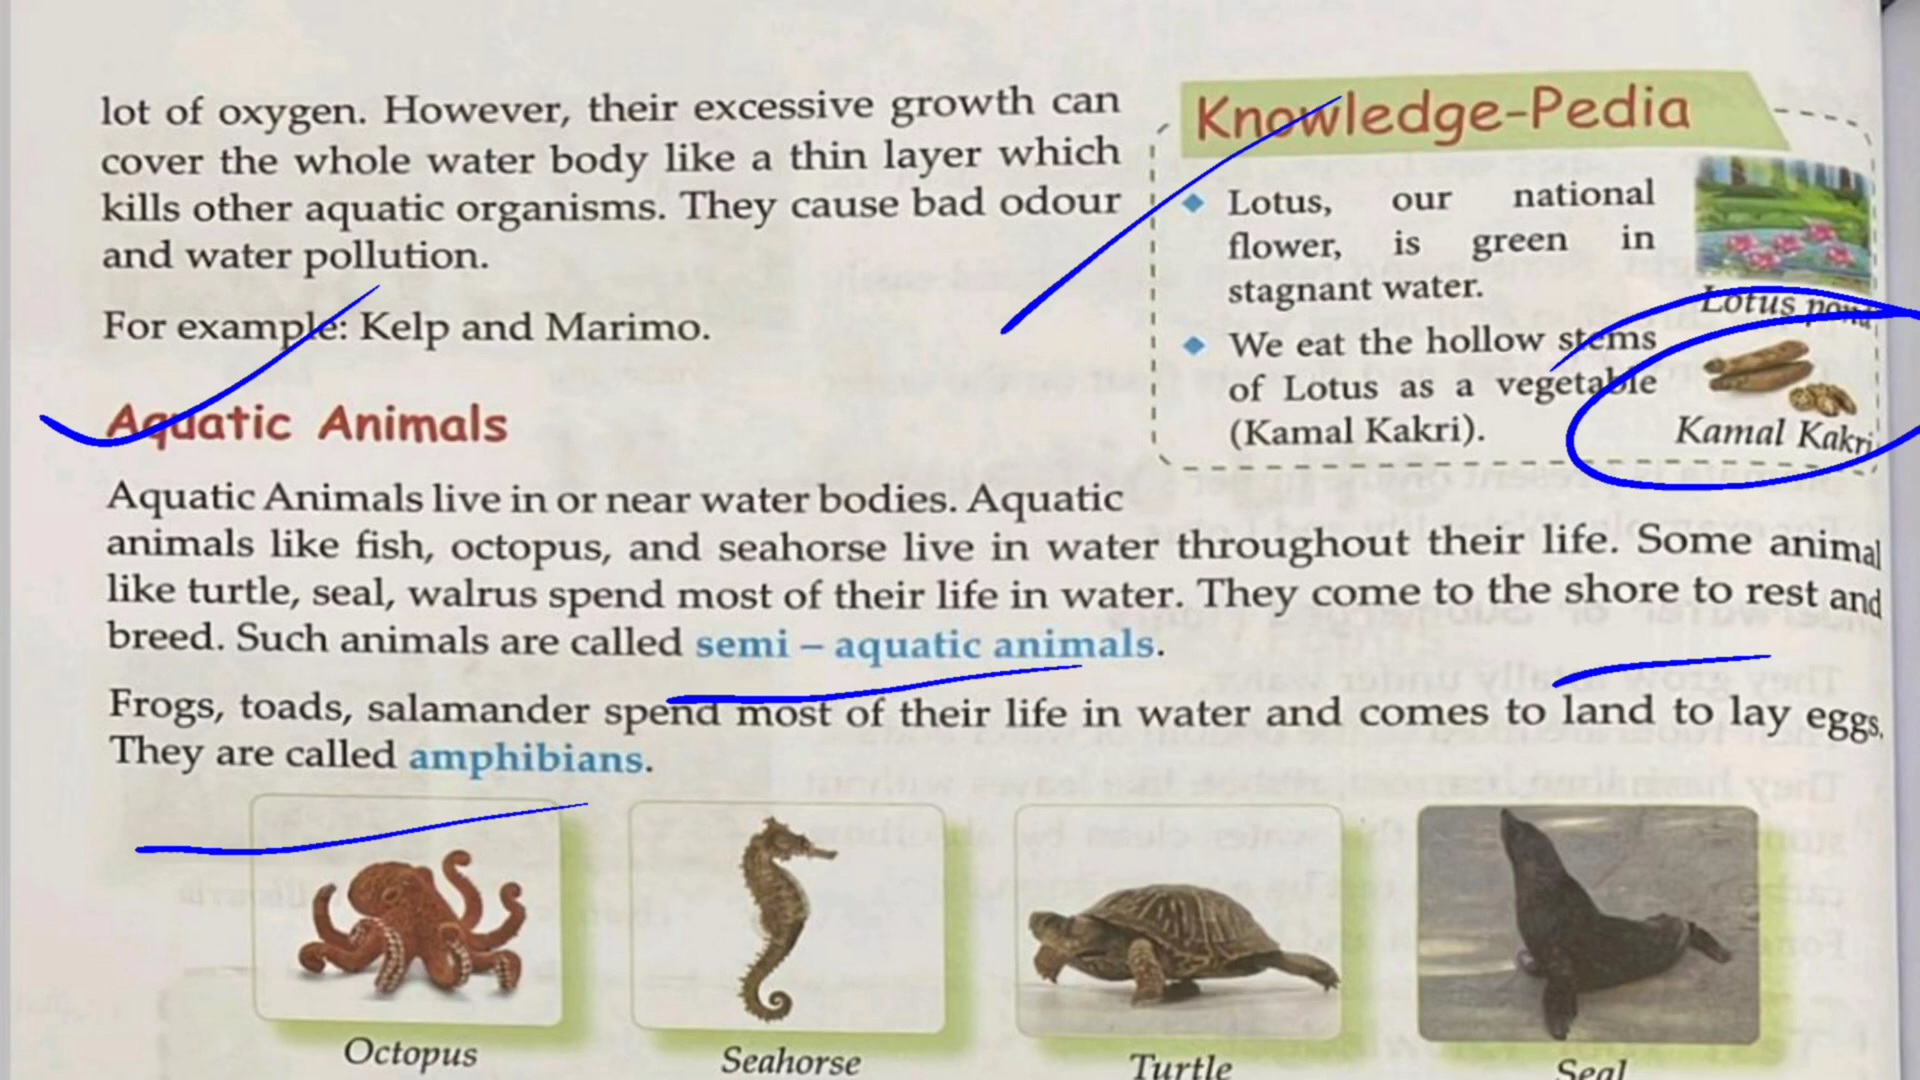 lot of oxygen. However, their excessive growth can
cover the whole water body like a thin layer which
kills other aquatic organisms. They cause bad odour
and water pollution.
For example: Kelp and Marimo.
Knowledge-Pedia
Lotus, our national
flower, is green in
stagnant water.
Lotus pond
We eat the hollow stems
of Lotus as a vegetable
(Kamal Kakri).
Kamal Kakri
Aquatic Animals
Aquatic Animals live in or near water bodies. Aquatic
animals like fish, octopus, and seahorse live in water throughout their life. Some animal
like turtle, seal, walrus spend most of their life in water. They come to the shore to rest and
breed. Such animals are called semi – aquatic animals.
Frogs, toads, salamander spend most of their life in water and comes to land to lay eggs.
They are called amphibians.
Octopus
Seahorse
Turtle
Seal